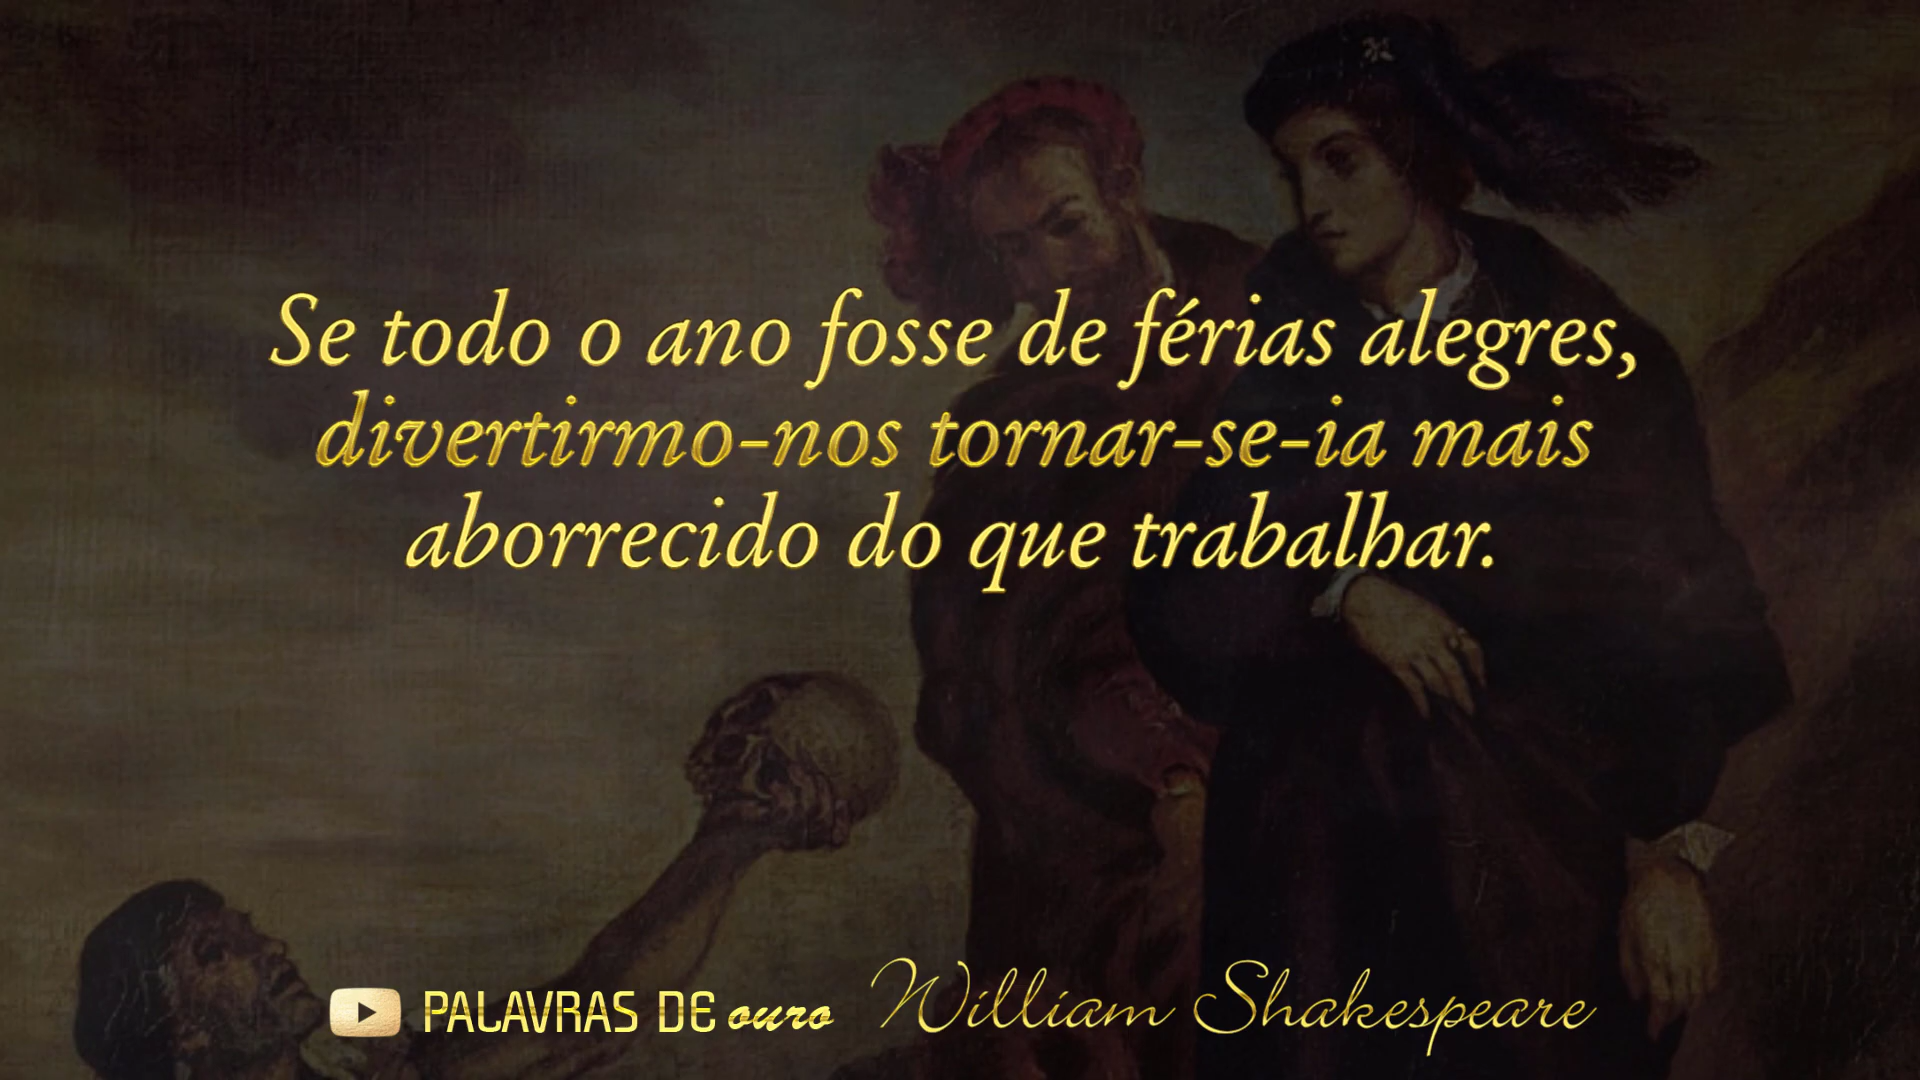 Se todo o ano fosse de férias alegres,
divertirmo-nos tornar-se-ia mais
aborrecido do que trabalhar.
PALAVRAS DE ouro William Shakespeare